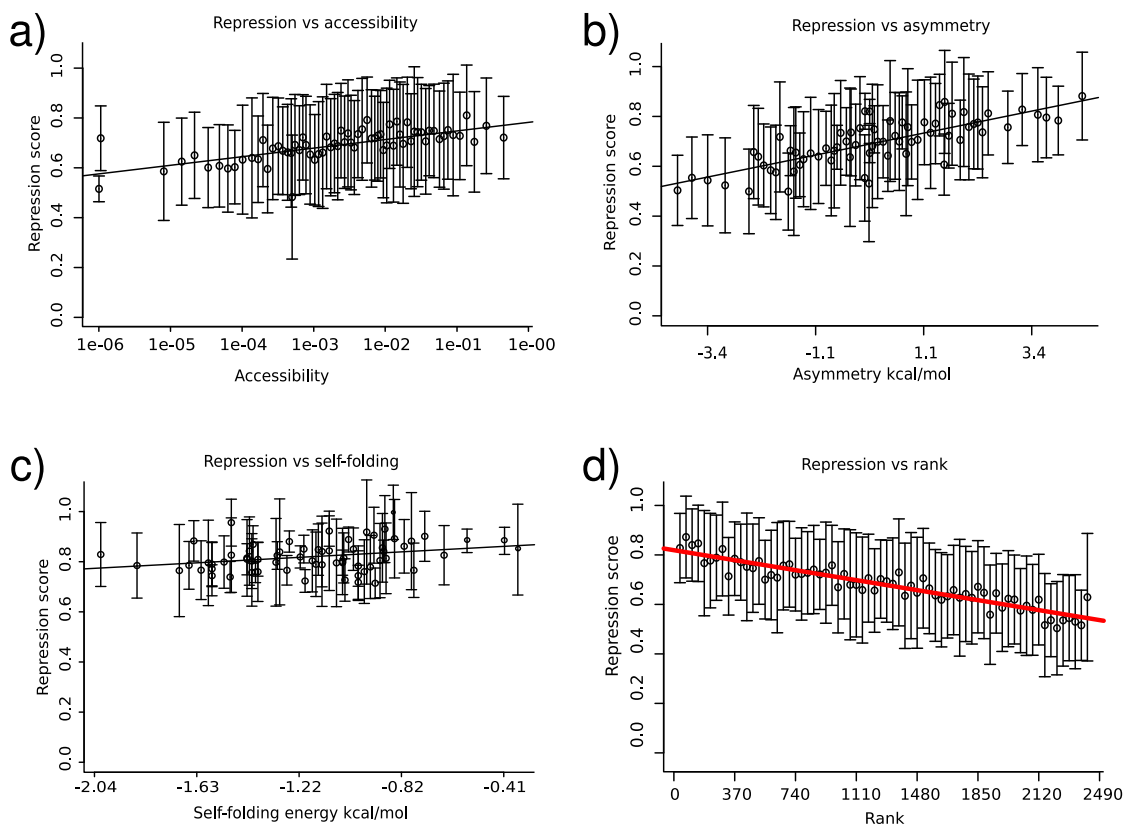 a)
Repression vs accessibility
Repression score
0.0 0.2 0.4 0.6 0.8 1.0
1e-06 1e-05 1e-04 1e-03 1e-02 1e-01 1e-00
Accessibility
b)
Repression vs asymmetry
Repression score
0.0 0.2 0.4 0.6 0.8 1.0
-3.4 -1.1 1.1 3.4
Asymmetry kcal/mol
c)
Repression vs self-folding
Repression score
0.0 0.2 0.4 0.6 0.8 1.0
-2.04 -1.63 -1.22 -0.82 -0.41
Self-folding energy kcal/mol
d)
Repression vs rank
Repression score
0.0 0.2 0.4 0.6 0.8 1.0
0 370 740 1110 1480 1850 2120 2490
Rank